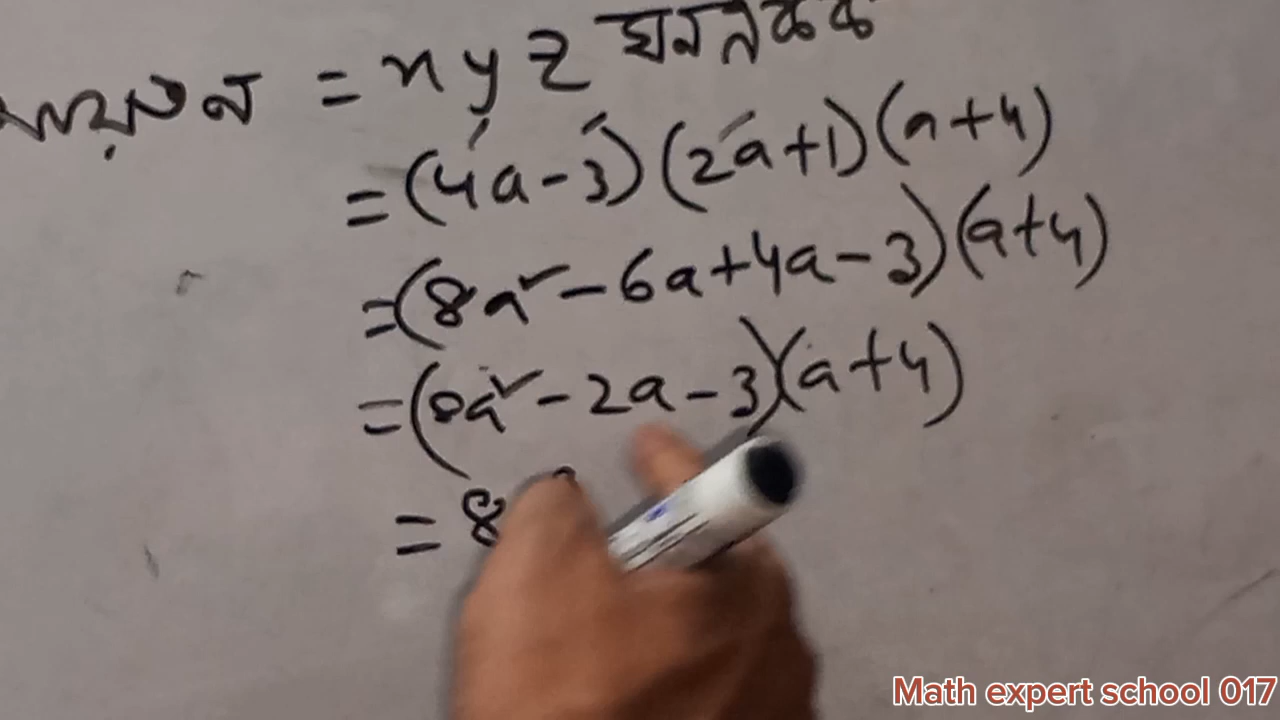 = x y z ঘনএকক
= (4a-3) (2a+1) (a+4)
= (8a² - 6a + 4a - 3) (a+4)
= (8a² - 2a - 3) (a+4)
= 8
Math expert school 017